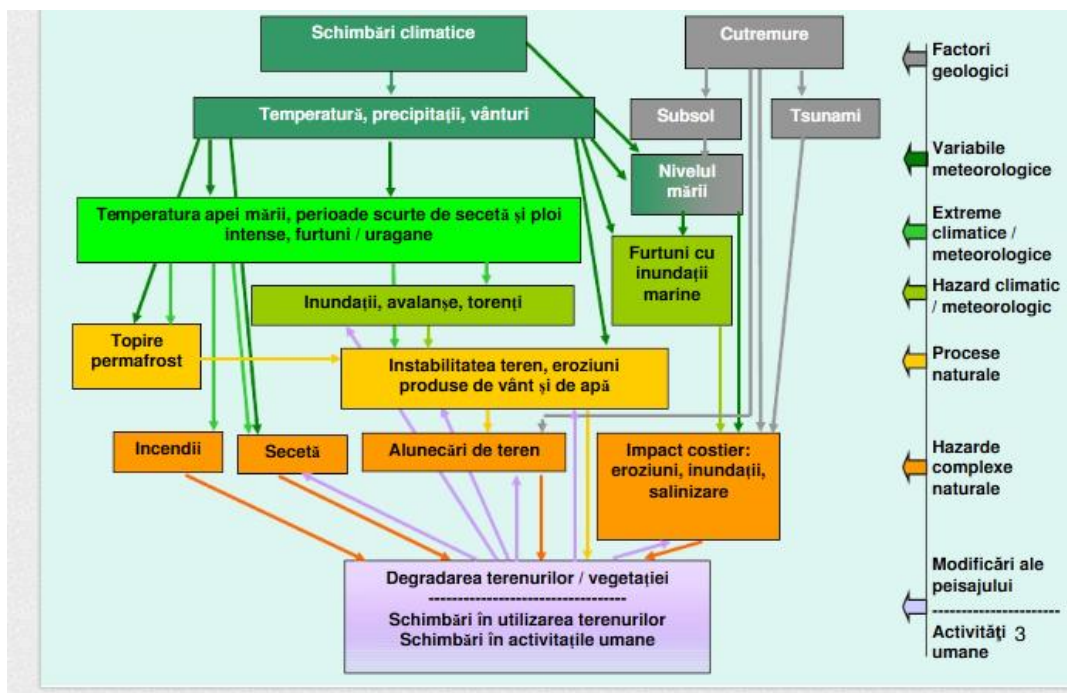 Schimbări climatice
Cutremure
Temperatură, precipitații, vânturi
Subsol
Tsunami
Nivelul
mării
Temperatura apei mării, perioade scurte de secetă și ploi
intense, furtuni / uragane
Furtuni cu
inundații
marine
Inundații, avalanșe, torenți
Topire
permafrost
Instabilitatea teren, eroziuni
produse de vânt și de apă
Incendii
Secetă
Alunecări de teren
Impact costier:
eroziuni, inundații,
salinizare
Degradarea terenurilor / vegetației
-----------------------------------
Schimbări în utilizarea terenurilor
Schimbări în activitațile umane
Factori
geologici
Variabile
meteorologice
Extreme
climatice /
meteorologice
Hazard climatic
/ meteorologic
Procese
naturale
Hazarde
complexe
naturale
Modificări ale
peisajului
----------------------
Activităţi 3
umane